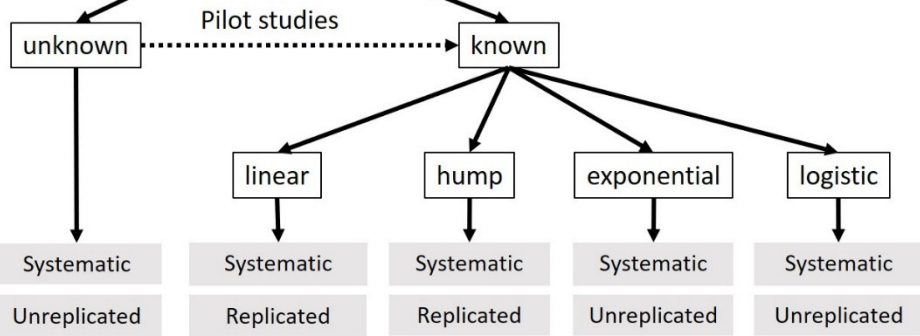 Pilot studies
unknown
known
linear
hump
exponential
logistic
Systematic
Systematic
Systematic
Systematic
Systematic
Unreplicated
Replicated
Replicated
Unreplicated
Unreplicated